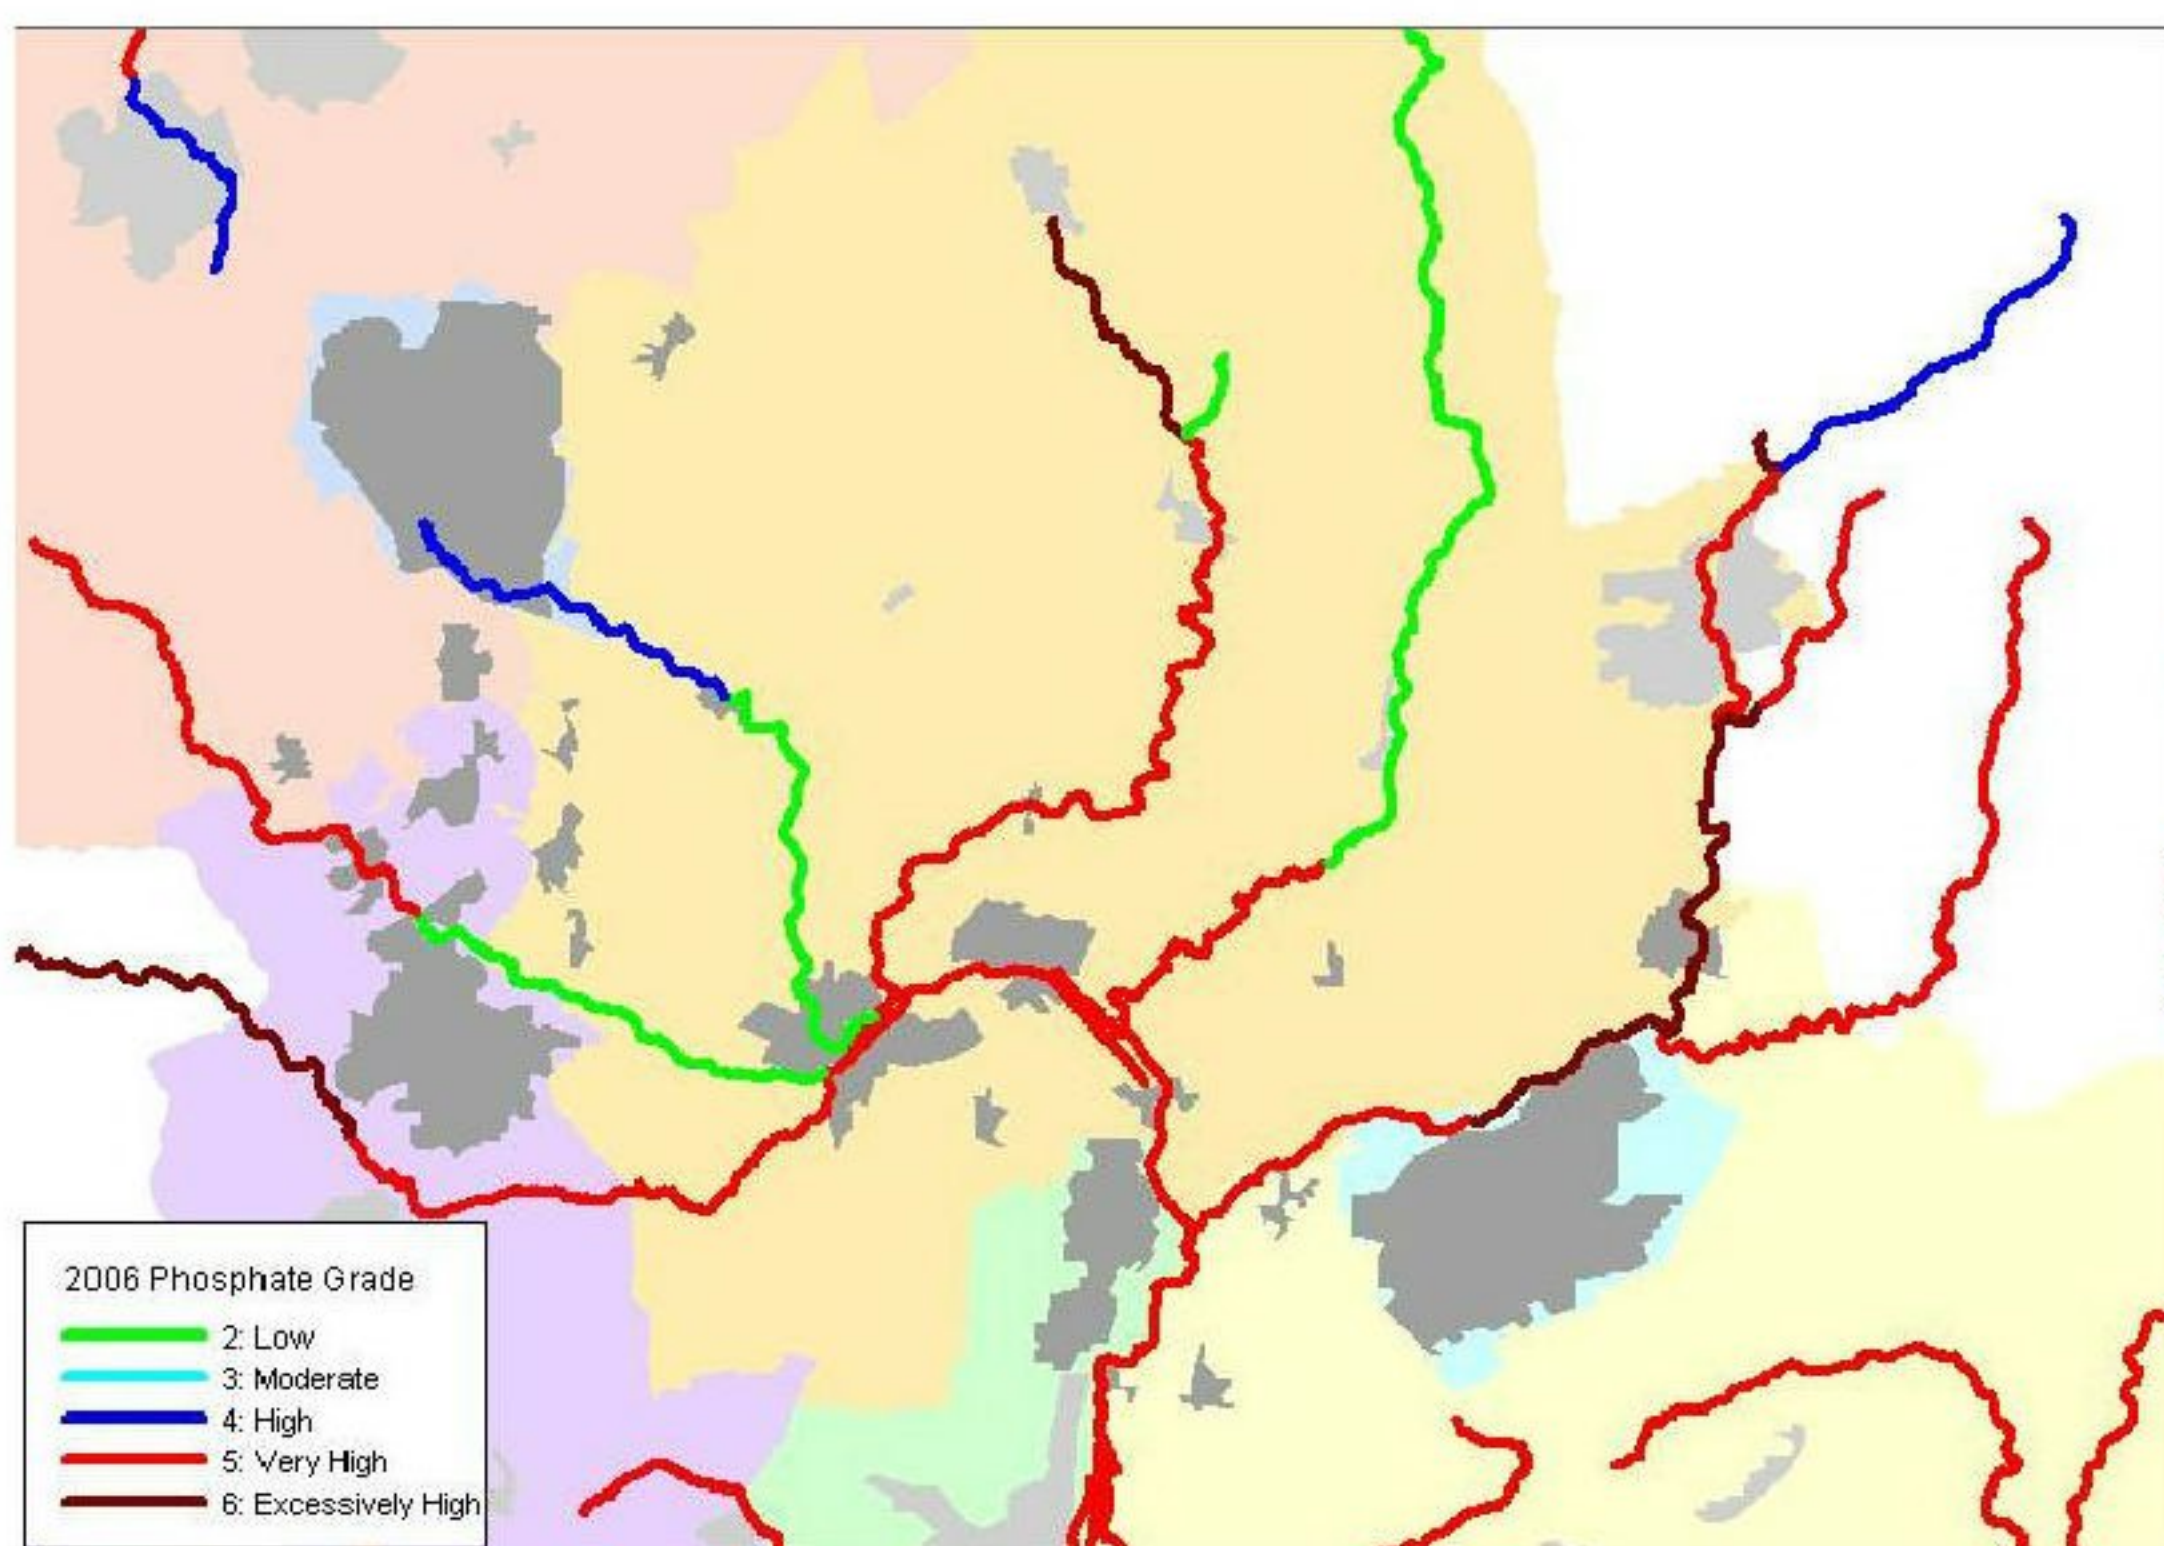 2006 Phosphate Grade
2: Low
3: Moderate
4: High
5: Very High
6: Excessively High